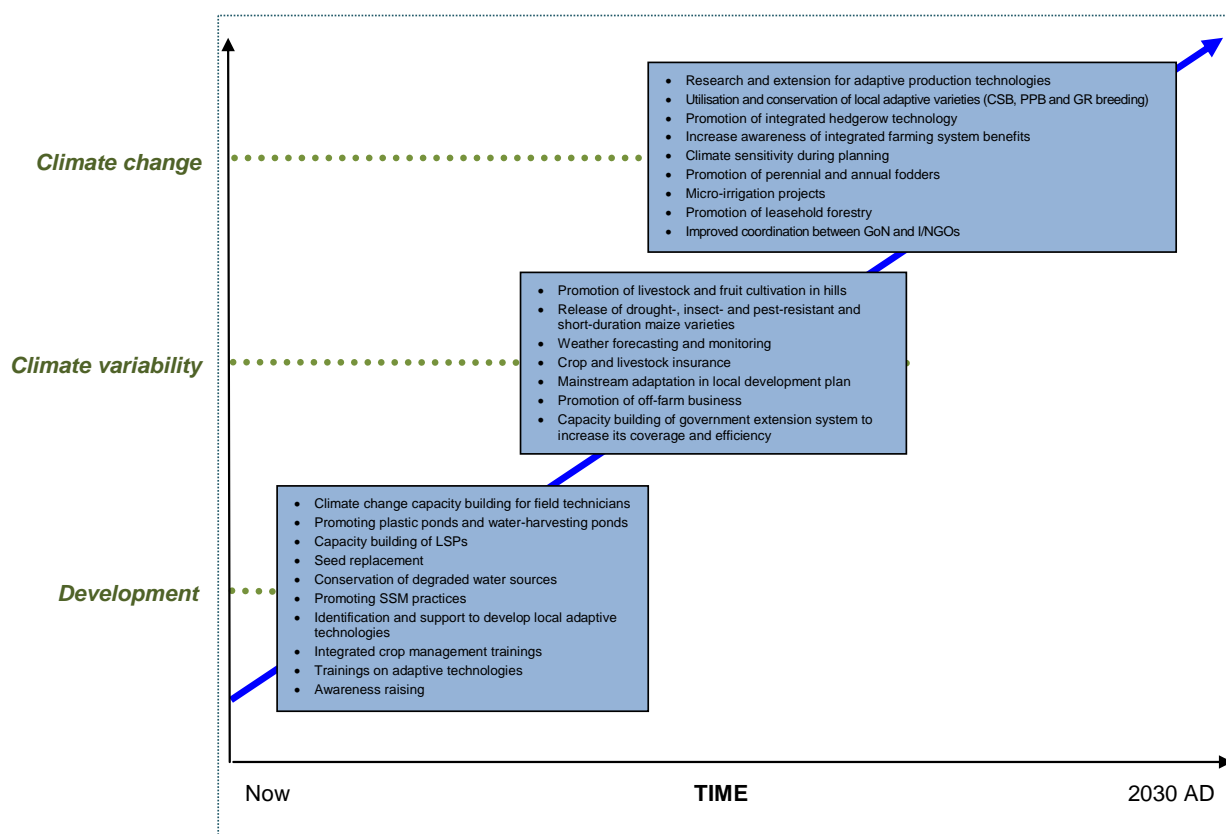 • Research and extension for adaptive production technologies
• Utilisation and conservation of local adaptive varieties (CSB, PPB and GR breeding)
• Promotion of integrated hedgerow technology
• Increase awareness of integrated farming system benefits
• Climate sensitivity during planning
• Promotion of perennial and annual fodders
• Micro-irrigation projects
• Promotion of leasehold forestry
• Improved coordination between GoN and I/NGOs
Climate change
• Promotion of livestock and fruit cultivation in hills
• Release of drought-, insect- and pest-resistant and
short-duration maize varieties
• Weather forecasting and monitoring
• Crop and livestock insurance
• Mainstream adaptation in local development plan
• Promotion of off-farm business
• Capacity building of government extension system to
increase its coverage and efficiency
Climate variability
• Climate change capacity building for field technicians
• Promoting plastic ponds and water-harvesting ponds
• Capacity building of LSPs
• Seed replacement
• Conservation of degraded water sources
• Promoting SSM practices
• Identification and support to develop local adaptive
technologies
• Integrated crop management trainings
• Trainings on adaptive technologies
• Awareness raising
Development
Now
TIME
2030 AD